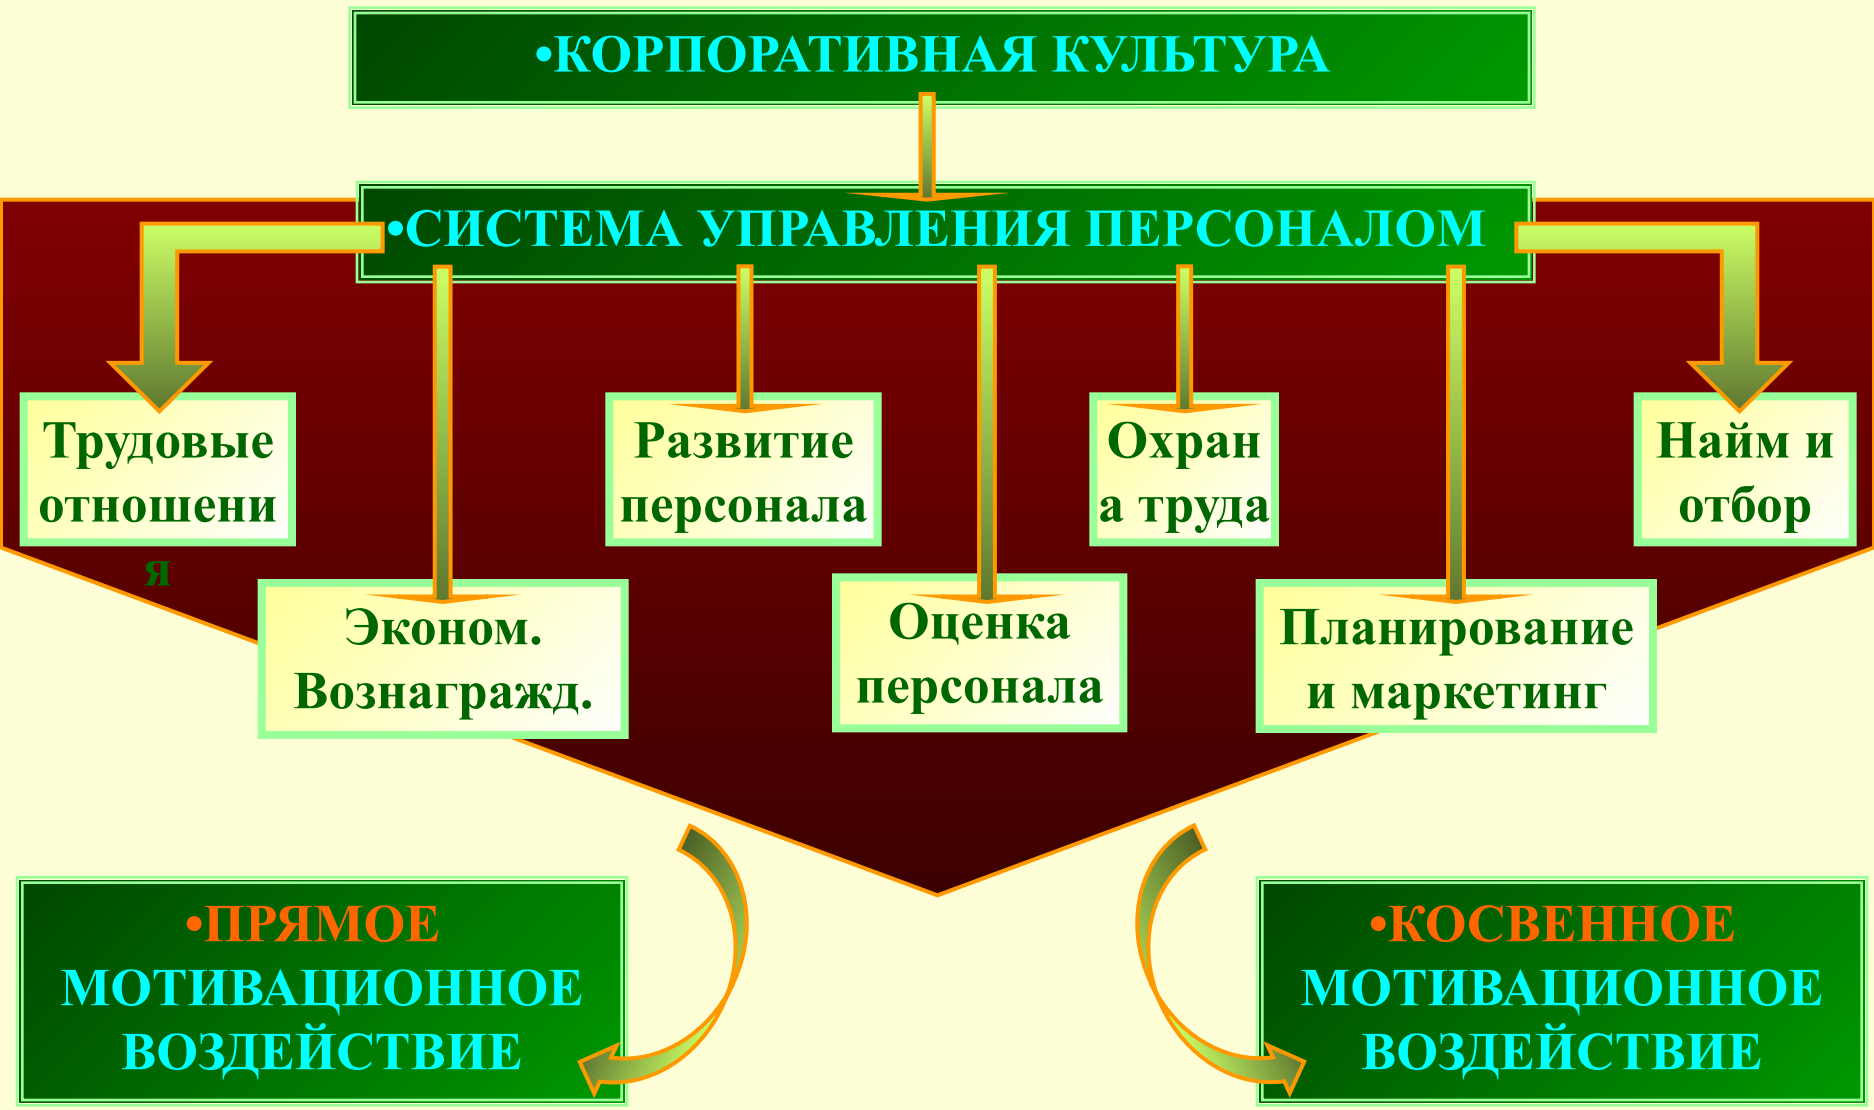 •КОРПОРАТИВНАЯ КУЛЬТУРА
•СИСТЕМА УПРАВЛЕНИЯ ПЕРСОНАЛОМ
Трудовые
отношени
я
Развитие
персонала
Охран
а труда
Найм и
отбор
Эконом.
Вознагражд.
Оценка
персонала
Планирование
и маркетинг
•ПРЯМОЕ
МОТИВАЦИОННОЕ
ВОЗДЕЙСТВИЕ
•КОСВЕННОЕ
МОТИВАЦИОННОЕ
ВОЗДЕЙСТВИЕ